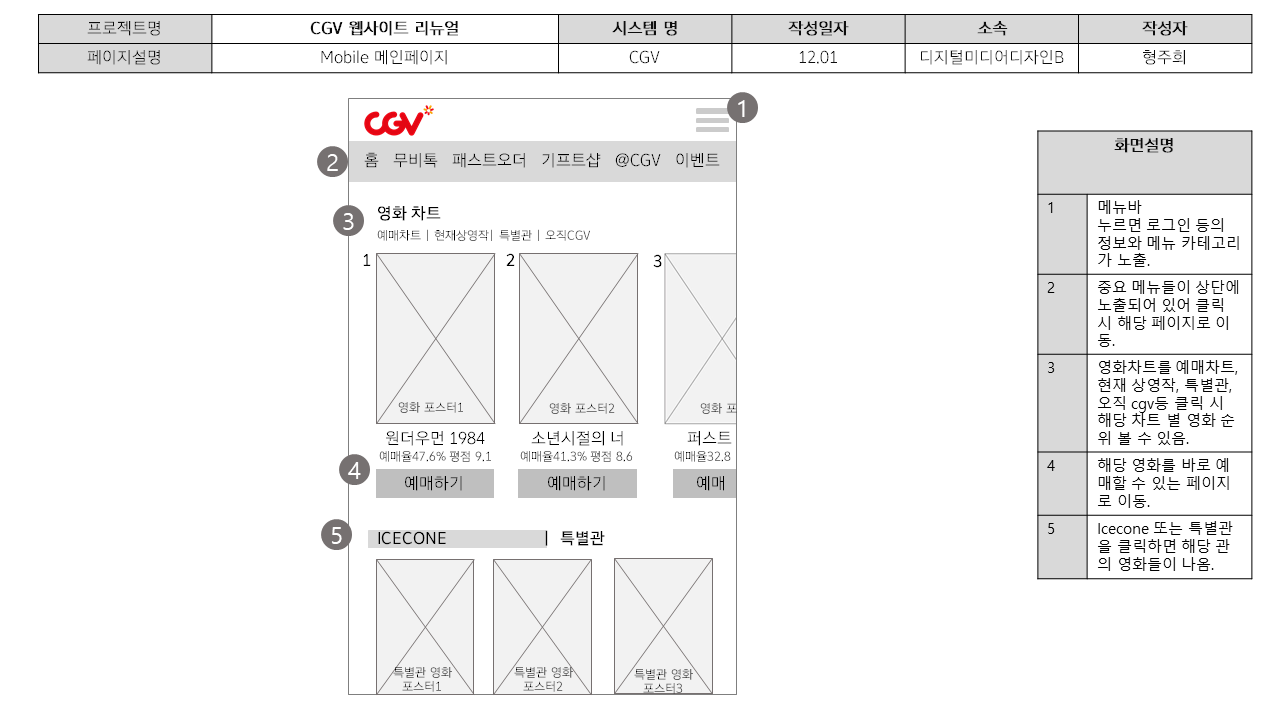 프로젝트명 CGV 웹사이트 리뉴얼 시스템 명 작성일자 소속 작성자
페이지설명 Mobile 메인페이지 CGV 12.01 디지털미디어디자인B 형주희
CGV
1
2
홈 무비톡 패스트오더 기프트샵 @CGV 이벤트
3
영화 차트
예매차트 | 현재상영작| 특별관 | 오직CGV
1 2 3
영화 포스터1 영화 포스터2 영화 포
원더우먼 1984 소년시절의 너 퍼스트
예매율47.6% 평점 9.1 예매율41.3% 평점 8.6 예매율32.8
4
예매하기 예매하기 예매
5
ICECONE | 특별관
특별관 영화 특별관 영화 특별관 영화
포스터1 포스터2 포스터3
화면설명
1 메뉴바
누르면 로그인 등의
정보와 메뉴 카테고리
가 노출.
2 중요 메뉴들이 상단에
노출되어 있어 클릭
시 해당 페이지로 이
동.
3 영화차트를 예매차트,
현재 상영작, 특별관,
오직 cgv등 클릭 시
해당 차트 별 영화 순
위 볼 수 있음.
4 해당 영화를 바로 예
매할 수 있는 페이지
로 이동.
5 Icecone 또는 특별관
을 클릭하면 해당 관
의 영화들이 나옴.